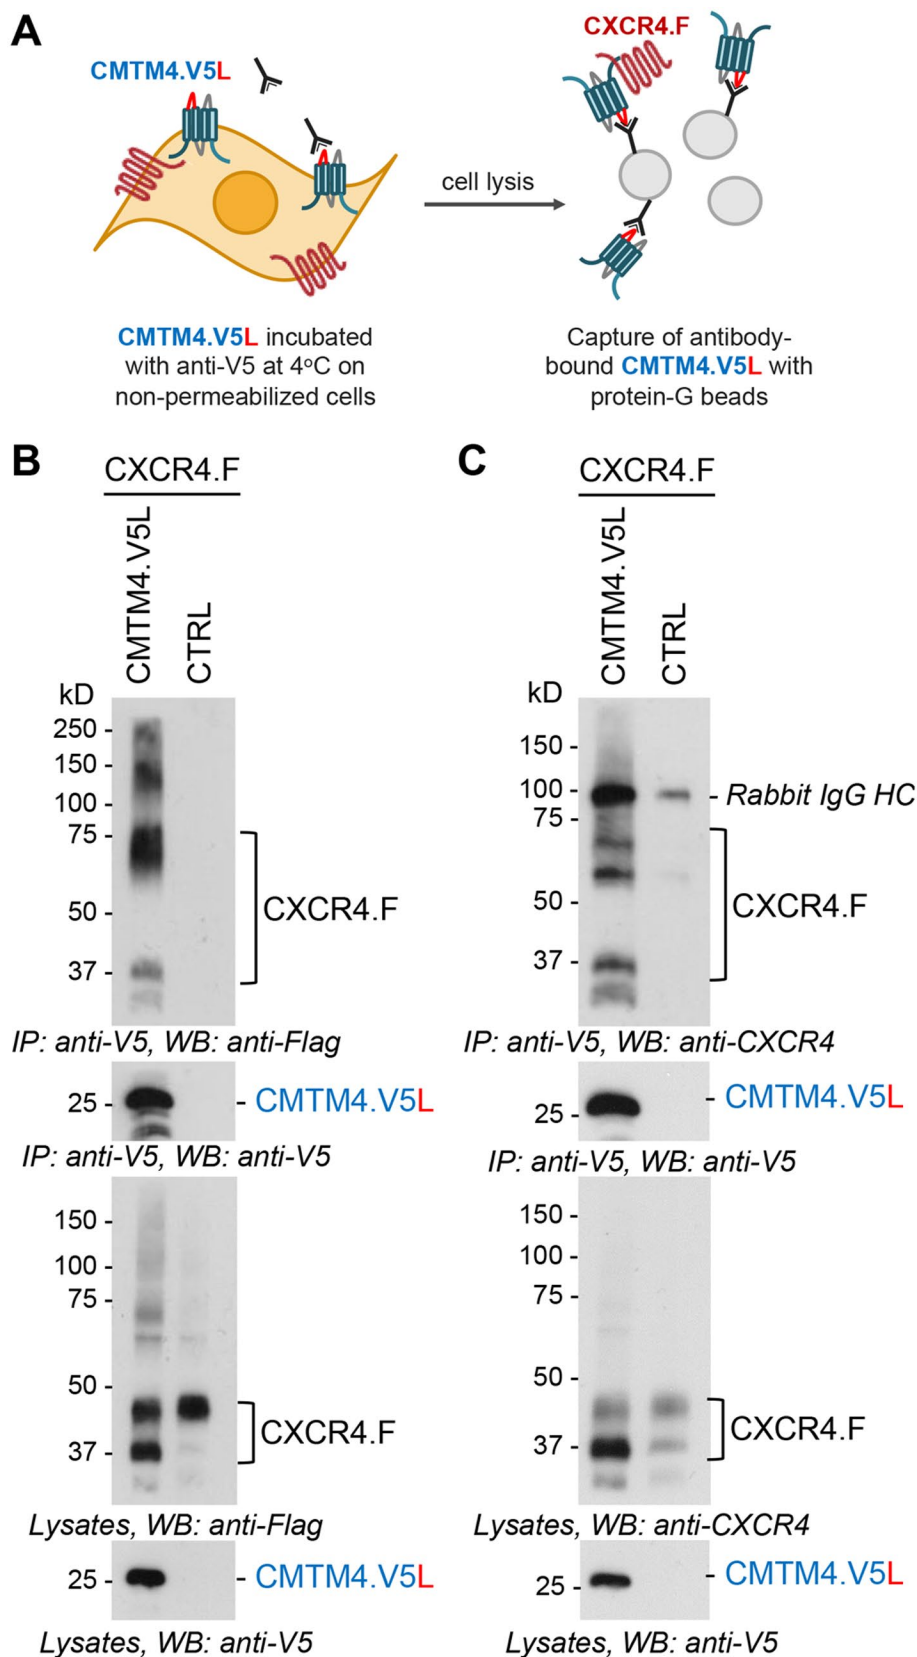 A
CMTM4.V5L
CXCR4.F
cell lysis
CMTM4.V5L incubated
with anti-V5 at 4°C on
non-permeabilized cells
Capture of antibody-
bound CMTM4.V5L with
protein-G beads
B
CXCR4.F
CMTM4.V5L
CTRL
kD
250
150
100
75
50
37
CXCR4.F
IP: anti-V5, WB: anti-Flag
25
CMTM4.V5L
IP: anti-V5, WB: anti-V5
150
100
75
50
37
CXCR4.F
Lysates, WB: anti-Flag
25
CMTM4.V5L
Lysates, WB: anti-V5
C
CXCR4.F
CMTM4.V5L
CTRL
kD
150
100
75
50
37
Rabbit IgG HC
CXCR4.F
IP: anti-V5, WB: anti-CXCR4
25
CMTM4.V5L
IP: anti-V5, WB: anti-V5
150
100
75
50
37
CXCR4.F
Lysates, WB: anti-CXCR4
25
CMTM4.V5L
Lysates, WB: anti-V5